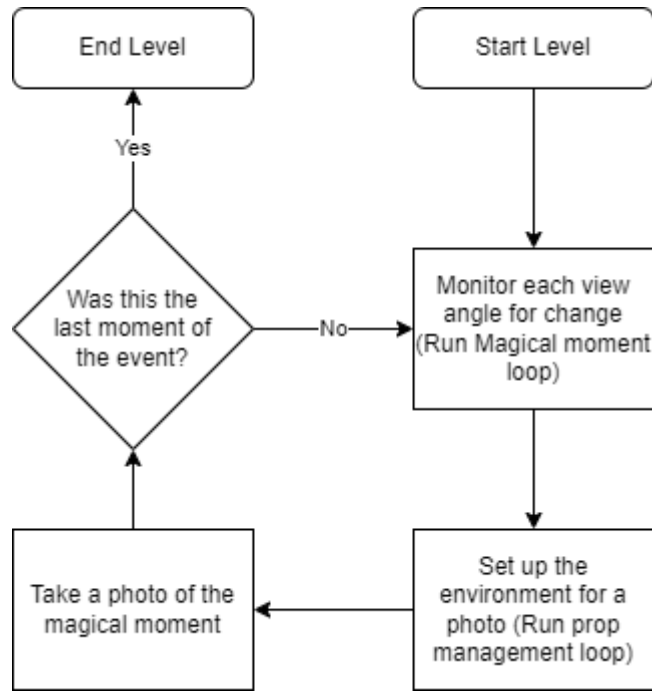 End Level
Start Level
Yes
Monitor each view
angle for change
(Run Magical moment
loop)
Was this the
last moment of
the event?
No
Take a photo of the
magical moment
Set up the
environment for a
photo (Run prop
management loop)